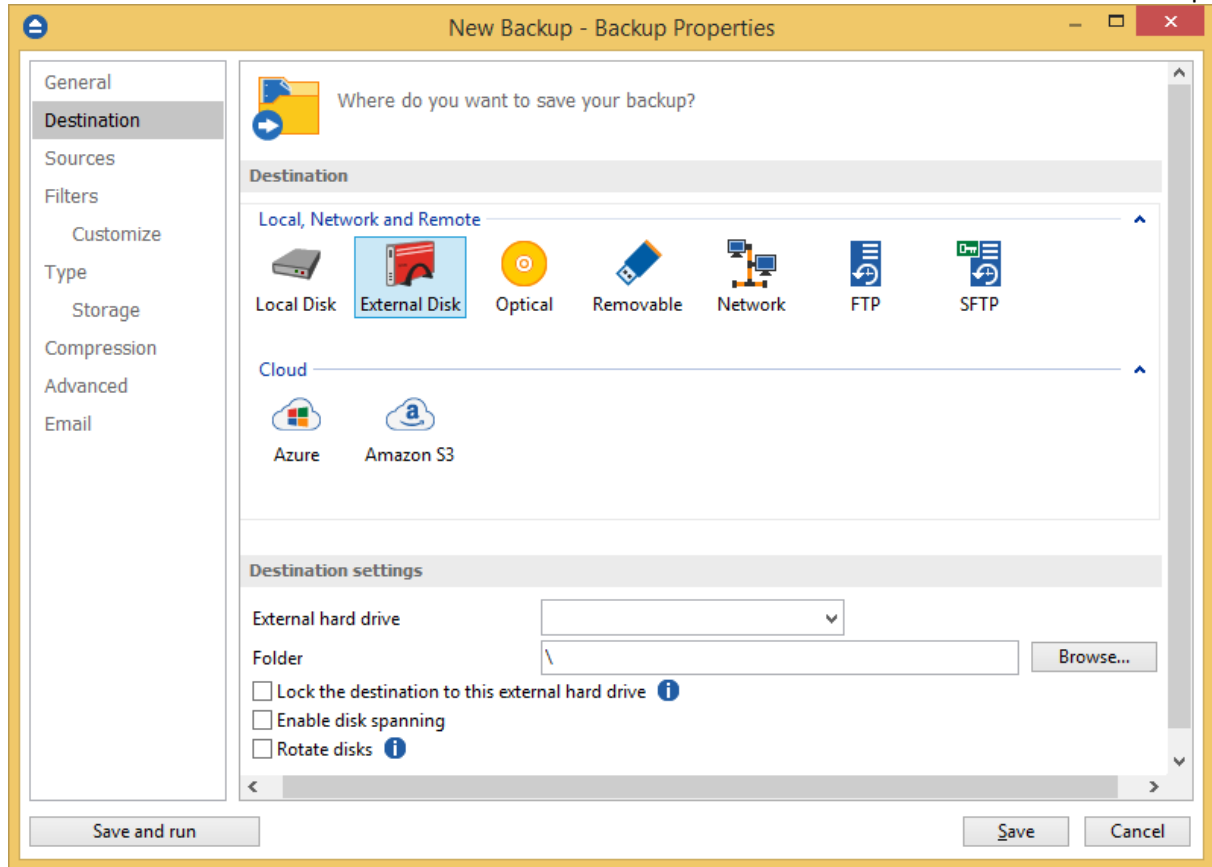 New Backup - Backup Properties
General
Destination
Sources
Filters
Customize
Type
Storage
Compression
Advanced
Email
Where do you want to save your backup?
Destination
Local, Network and Remote
Local Disk External Disk Optical Removable Network FTP SFTP
Cloud
a
Azure Amazon S3
Destination settings
External hard drive
Folder \ Browse...
Lock the destination to this external hard drive i
Enable disk spanning
Rotate disks i
Save and run Save Cancel